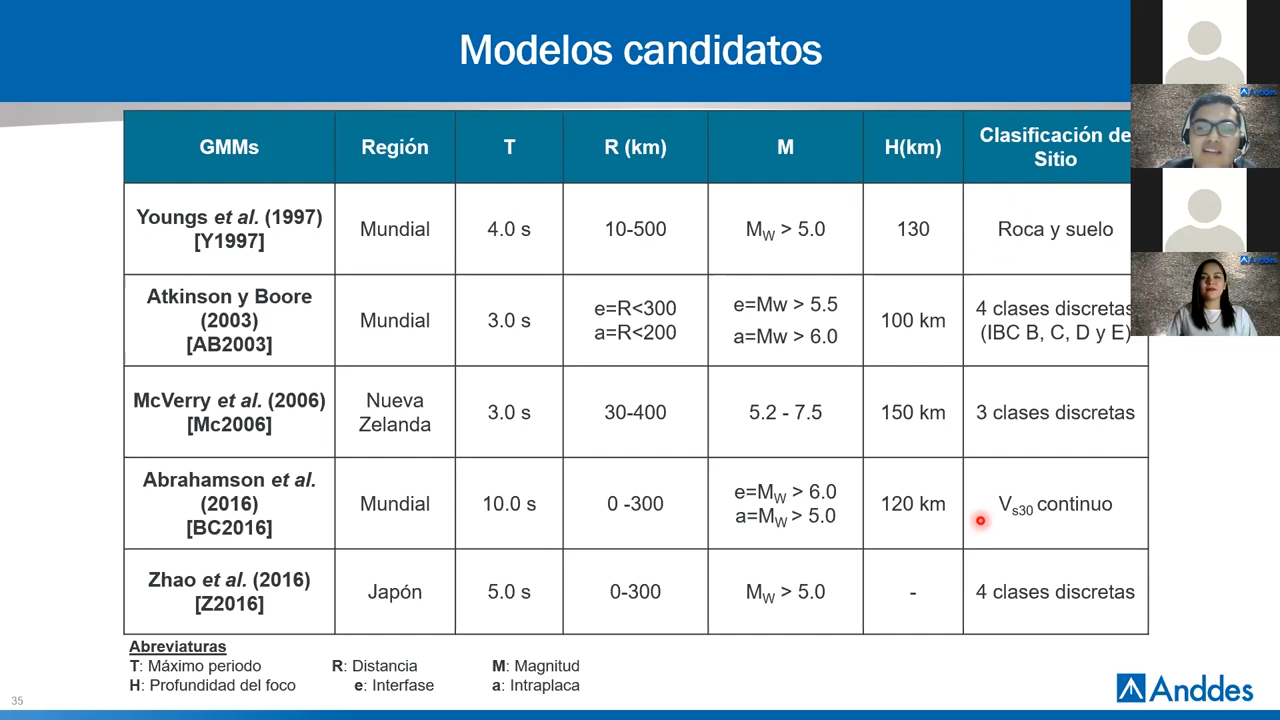 Modelos candidatos
GMMs Región T R (km) M H(km) Clasificación de
Sitio
Youngs et al. (1997)
[Y1997]
Mundial
4.0 s
10-500
MW > 5.0
130
Roca y suelo
Atkinson y Boore
(2003)
[AB2003]
Mundial
3.0 s
e=R<300
a=R<200
e=Mw > 5.5
a=Mw > 6.0
100 km
4 clases discretas
(IBC B, C, D y E)
McVerry et al. (2006)
[Mc2006]
Nueva
Zelanda
3.0 s
30-400
5.2 - 7.5
150 km
3 clases discretas
Abrahamson et al.
(2016)
[BC2016]
Mundial
10.0 s
0 -300
e=MW > 6.0
a=MW > 5.0
120 km
Vs30 continuo
Zhao et al. (2016)
[Z2016]
Japón
5.0 s
0-300
MW > 5.0
-
4 clases discretas
Abreviaturas
T: Máximo periodo R: Distancia M: Magnitud
H: Profundidad del foco e: Interfase a: Intraplaca
35
Anddes
Anddes
Anddes